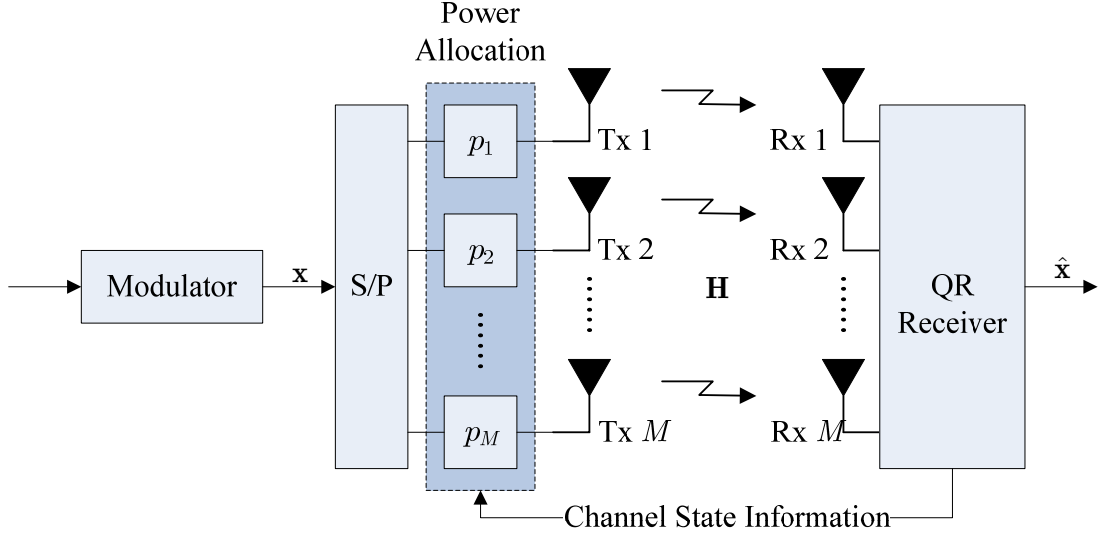 Power
Allocation
p1
Tx 1
Rx 1
p2
Tx 2
Rx 2
Modulator
x
S/P
H
QR
Receiver
x̂
pM
Tx M
Rx M
Channel State Information